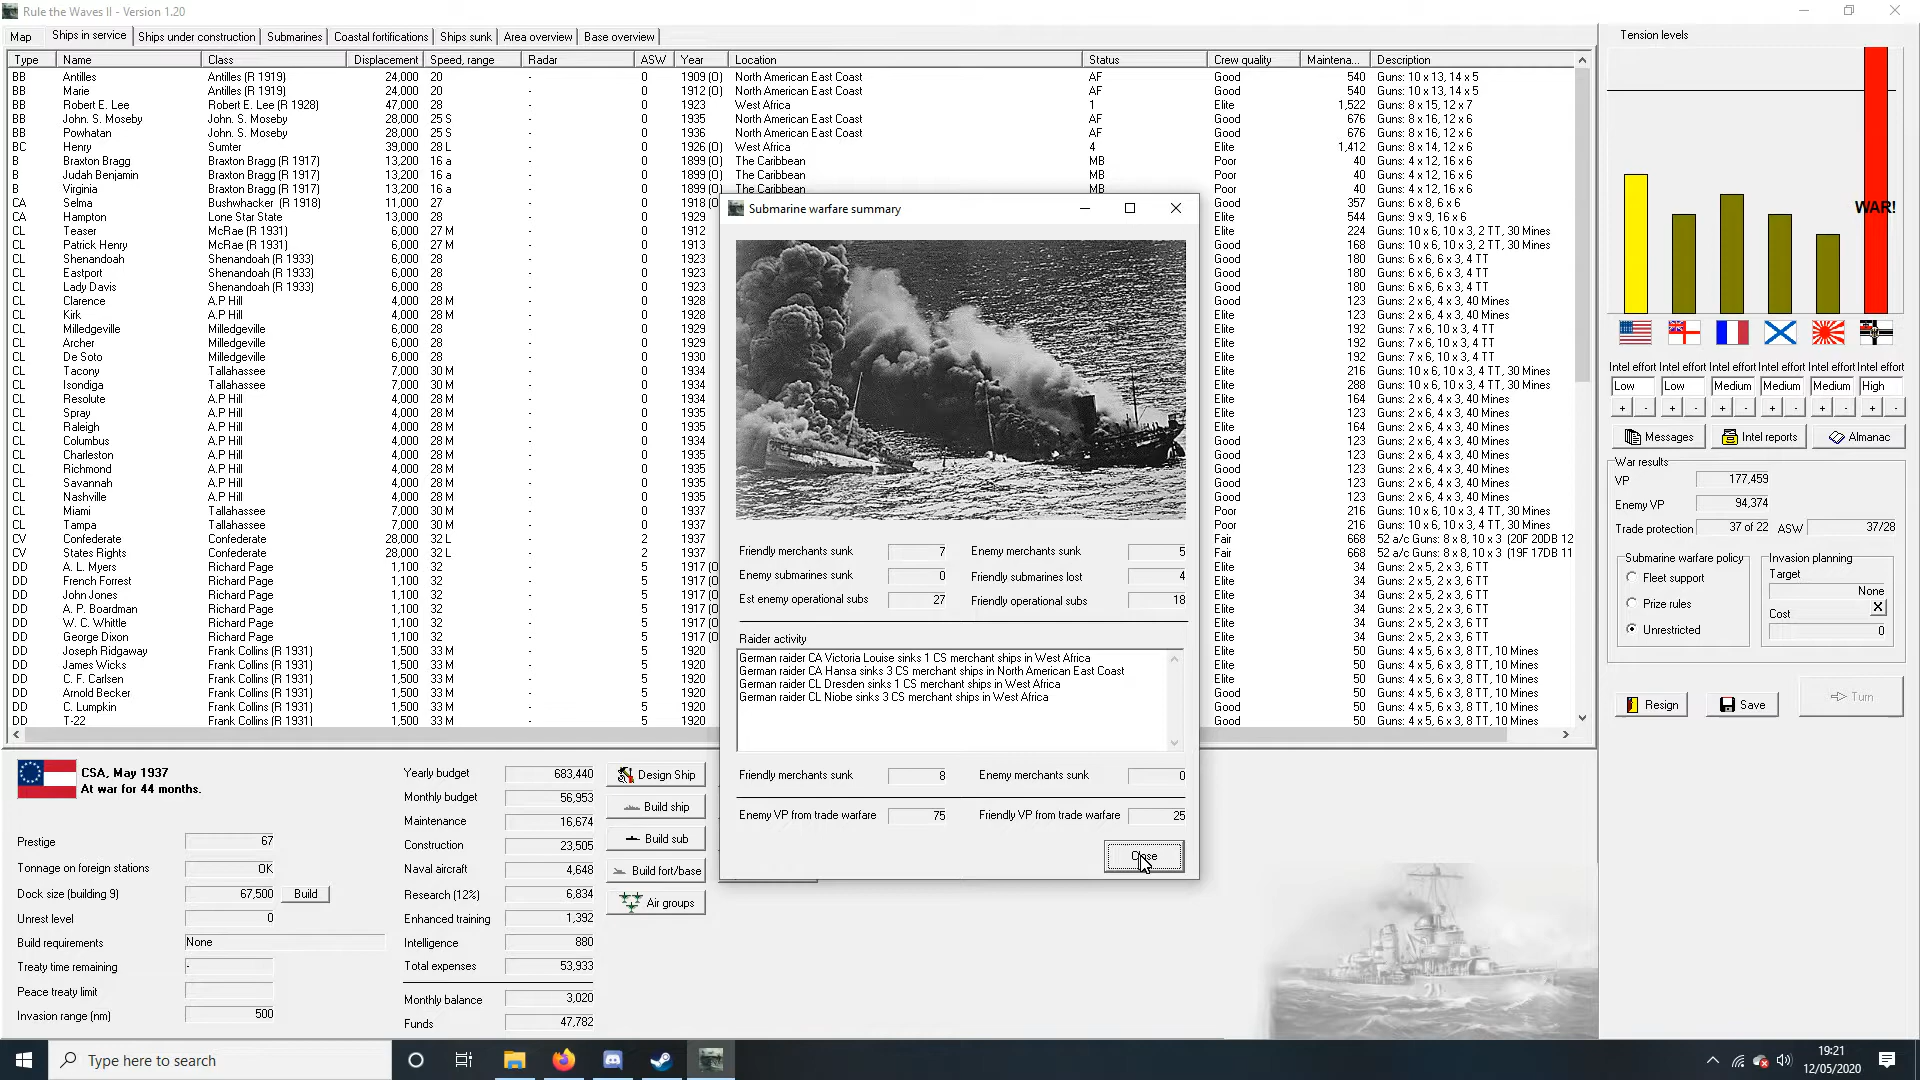 Rule the Waves II - Version 1.20
Map Ships in service Ships under construction Submarines Coastal fortifications Ships sunk Area overview Base overview
Type Name Class Displacement Speed, range Radar ASW Year Location Status Crew quality Maintena... Description
BB Antilles Antilles (R 1919) 24,000 20 - 0 1909 (O) North American East Coast AF Good 540 Guns: 10 x 13, 14 x 5
BB Marie Antilles (R 1919) 24,000 20 - 0 1912 (O) North American East Coast AF Good 540 Guns: 10 x 13, 14 x 5
BB Robert E. Lee Robert E. Lee (R 1928) 47,000 28 - 0 1923 West Africa 1 Elite 1,522 Guns: 8 x 15, 12 x 7
BB John. S. Moseby John. S. Moseby 28,000 25 S - 0 1935 North American East Coast AF Good 676 Guns: 8 x 16, 12 x 6
BB Powhatan John. S. Moseby 28,000 25 S - 0 1936 North American East Coast AF Good 676 Guns: 8 x 16, 12 x 6
BC Henry Sumter 39,000 28 L - 0 1926 (O) West Africa 4 Elite 1,412 Guns: 8 x 14, 12 x 6
B Braxton Bragg Braxton Bragg (R 1917) 13,200 16 a - 0 1899 (O) The Caribbean MB Poor 40 Guns: 4 x 12, 16 x 6
B Judah Benjamin Braxton Bragg (R 1917) 13,200 16 a - 0 1899 (O) The Caribbean MB Poor 40 Guns: 4 x 12, 16 x 6
B Virginia Braxton Bragg (R 1917) 13,200 16 a - 0 1899 (O) The Caribbean MB Poor 40 Guns: 4 x 12, 16 x 6
CA Selma Bushwhacker (R 1918) 11,000 27 - 0 1918 (O Good 357 Guns: 6 x 8, 6 x 6
CA Hampton Lone Star State 13,000 28 - 0 1929 Elite 544 Guns: 9 x 9, 16 x 6
CL Teaser McRae (R 1931) 6,000 27 M - 0 1912 Elite 224 Guns: 10 x 6, 10 x 3, 2 TT, 30 Mines
CL Patrick Henry McRae (R 1931) 6,000 27 M - 0 1913 Good 168 Guns: 10 x 6, 10 x 3, 2 TT, 30 Mines
CL Shenandoah Shenandoah (R 1933) 6,000 28 - 0 1923 Good 180 Guns: 6 x 6, 6 x 3, 4 TT
CL Eastport Shenandoah (R 1933) 6,000 28 - 0 1923 Good 180 Guns: 6 x 6, 6 x 3, 4 TT
CL Lady Davis Shenandoah (R 1933) 6,000 28 - 0 1923 Good 180 Guns: 6 x 6, 6 x 3, 4 TT
CL Clarence A.P Hill 4,000 28 M - 0 1928 Good 123 Guns: 2 x 6, 4 x 3, 40 Mines
CL Kirk A.P Hill 4,000 28 M - 0 1928 Elite 123 Guns: 2 x 6, 4 x 3, 40 Mines
CL Milledgeville Milledgeville 6,000 28 - 0 1929 Elite 192 Guns: 7 x 6, 10 x 3, 4 TT
CL Archer Milledgeville 6,000 28 - 0 1929 Elite 192 Guns: 7 x 6, 10 x 3, 4 TT
CL De Soto Milledgeville 6,000 28 - 0 1930 Elite 192 Guns: 7 x 6, 10 x 3, 4 TT
CL Tacony Tallahassee 7,000 30 M - 0 1934 Elite 216 Guns: 10 x 6, 10 x 3, 4 TT, 30 Mines
CL Isondiga Tallahassee 7,000 30 M - 0 1934 Elite 288 Guns: 10 x 6, 10 x 3, 4 TT, 30 Mines
CL Resolute A.P Hill 4,000 28 M - 0 1934 Elite 164 Guns: 2 x 6, 4 x 3, 40 Mines
CL Spray A.P Hill 4,000 28 M - 0 1935 Elite 123 Guns: 2 x 6, 4 x 3, 40 Mines
CL Raleigh A.P Hill 4,000 28 M - 0 1935 Elite 164 Guns: 2 x 6, 4 x 3, 40 Mines
CL Columbus A.P Hill 4,000 28 M - 0 1934 Good 123 Guns: 2 x 6, 4 x 3, 40 Mines
CL Charleston A.P Hill 4,000 28 M - 0 1935 Good 123 Guns: 2 x 6, 4 x 3, 40 Mines
CL Richmond A.P Hill 4,000 28 M - 0 1935 Good 123 Guns: 2 x 6, 4 x 3, 40 Mines
CL Savannah A.P Hill 4,000 28 M - 0 1935 Good 123 Guns: 2 x 6, 4 x 3, 40 Mines
CL Nashville A.P Hill 4,000 28 M - 0 1935 Good 123 Guns: 2 x 6, 4 x 3, 40 Mines
CL Miami Tallahassee 7,000 30 M - 0 1937 Poor 216 Guns: 10 x 6, 10 x 3, 4 TT, 30 Mines
CL Tampa Tallahassee 7,000 30 M - 0 1937 Poor 216 Guns: 10 x 6, 10 x 3, 4 TT, 30 Mines
CV Confederate Confederate 28,000 32 L - 2 1937 Fair 668 52 a/c Guns: 8 x 8, 10 x 3 (20F 20DB 12
CV States Rights Confederate 28,000 32 L - 2 1937 Fair 668 52 a/c Guns: 8 x 8, 10 x 3 (19F 17DB 11
DD A. L. Myers Richard Page 1,100 32 - 5 1917 (O Elite 34 Guns: 2 x 5, 2 x 3, 6 TT
DD French Forrest Richard Page 1,100 32 - 5 1917 (O Elite 34 Guns: 2 x 5, 2 x 3, 6 TT
DD John Jones Richard Page 1,100 32 - 5 1917 (O Elite 34 Guns: 2 x 5, 2 x 3, 6 TT
DD A. P. Boardman Richard Page 1,100 32 - 5 1917 (O Elite 34 Guns: 2 x 5, 2 x 3, 6 TT
DD W. C. Whittle Richard Page 1,100 32 - 5 1917 (O Elite 34 Guns: 2 x 5, 2 x 3, 6 TT
DD George Dixon Richard Page 1,100 32 - 5 1917 (O Elite 34 Guns: 2 x 5, 2 x 3, 6 TT
DD Joseph Ridgaway Frank Collins (R 1931) 1,500 33 M - 5 1920 Elite 50 Guns: 4 x 5, 6 x 3, 8 TT, 10 Mines
DD James Wicks Frank Collins (R 1931) 1,500 33 M - 5 1920 Elite 50 Guns: 4 x 5, 6 x 3, 8 TT, 10 Mines
DD C. F. Carlsen Frank Collins (R 1931) 1,500 33 M - 5 1920 Elite 50 Guns: 4 x 5, 6 x 3, 8 TT, 10 Mines
DD Arnold Becker Frank Collins (R 1931) 1,500 33 M - 5 1920 Good 50 Guns: 4 x 5, 6 x 3, 8 TT, 10 Mines
DD C. Lumpkin Frank Collins (R 1931) 1,500 33 M - 5 1920 Elite 50 Guns: 4 x 5, 6 x 3, 8 TT, 10 Mines
DD T-22 Frank Collins (R 1931) 1,500 33 M - 5 1920 Elite 50 Guns: 4 x 5, 6 x 3, 8 TT, 10 Mines
Submarine warfare summary
Friendly merchants sunk 7 Enemy merchants sunk 5
Enemy submarines sunk 0 Friendly submarines lost 4
Est enemy operational subs 27 Friendly operational subs 18
Raider activity
German raider CA Victoria Louise sinks 1 CS merchant ships in West Africa
German raider CA Hansa sinks 3 CS merchant ships in North American East Coast
German raider CL Dresden sinks 1 CS merchant ships in West Africa
German raider CL Niobe sinks 3 CS merchant ships in West Africa
Friendly merchants sunk 8 Enemy merchants sunk 0
Enemy VP from trade warfare 75 Friendly VP from trade warfare 25
Close
Tension levels
WAR!
Intel effort Intel effort Intel effort Intel effort Intel effort Intel effort
Low Low Medium Medium Medium High
+ - + - + - + - + - + -
Messages Intel reports Almanac
War results
VP 177,459
Enemy VP 94,374
Trade protection 37 of 22 ASW 37/28
Submarine warfare policy
Fleet support
Prize rules
Unrestricted
Invasion planning
Target
None
Cost X
0
Resign Save Turn
CSA, May 1937
At war for 44 months.
Prestige 67
Tonnage on foreign stations OK
Dock size (building 9) 67,500 Build
Unrest level 0
Build requirements None
Treaty time remaining -
Peace treaty limit
Invasion range (nm) 500
Yearly budget 683,440
Monthly budget 56,953
Maintenance 16,674
Construction 23,505
Naval aircraft 4,648
Research (12%) 6,834
Enhanced training 1,392
Intelligence 880
Total expenses 53,933
Monthly balance 3,020
Funds 47,782
Design Ship
Build ship
Build sub
Build fort/base
Air groups
Type here to search
19:21
12/05/2020